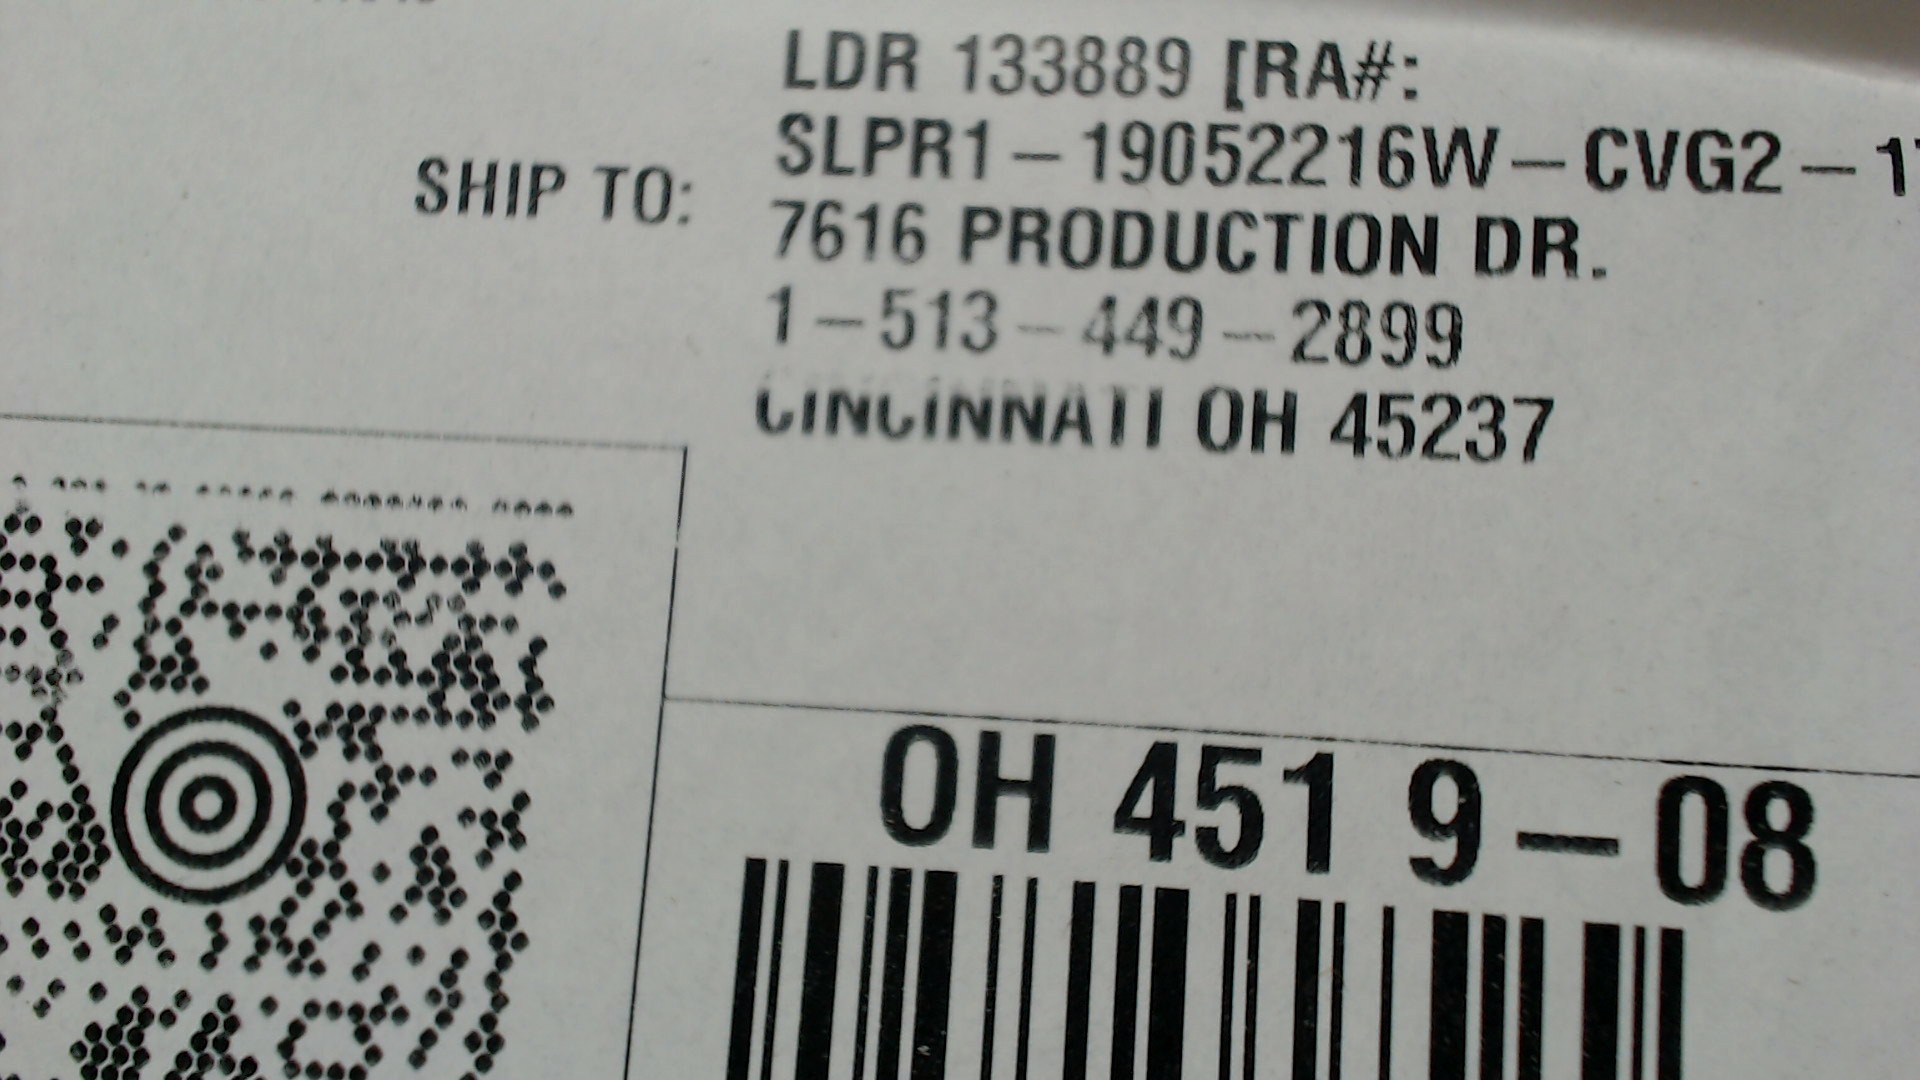 LDR 133889 [RA#:
SLPR1-19052216W-CVG2-1
SHIP TO:
7616 PRODUCTION DR.
1-513-449-2899
CINCINNATI OH 45237
OH 451 9-08